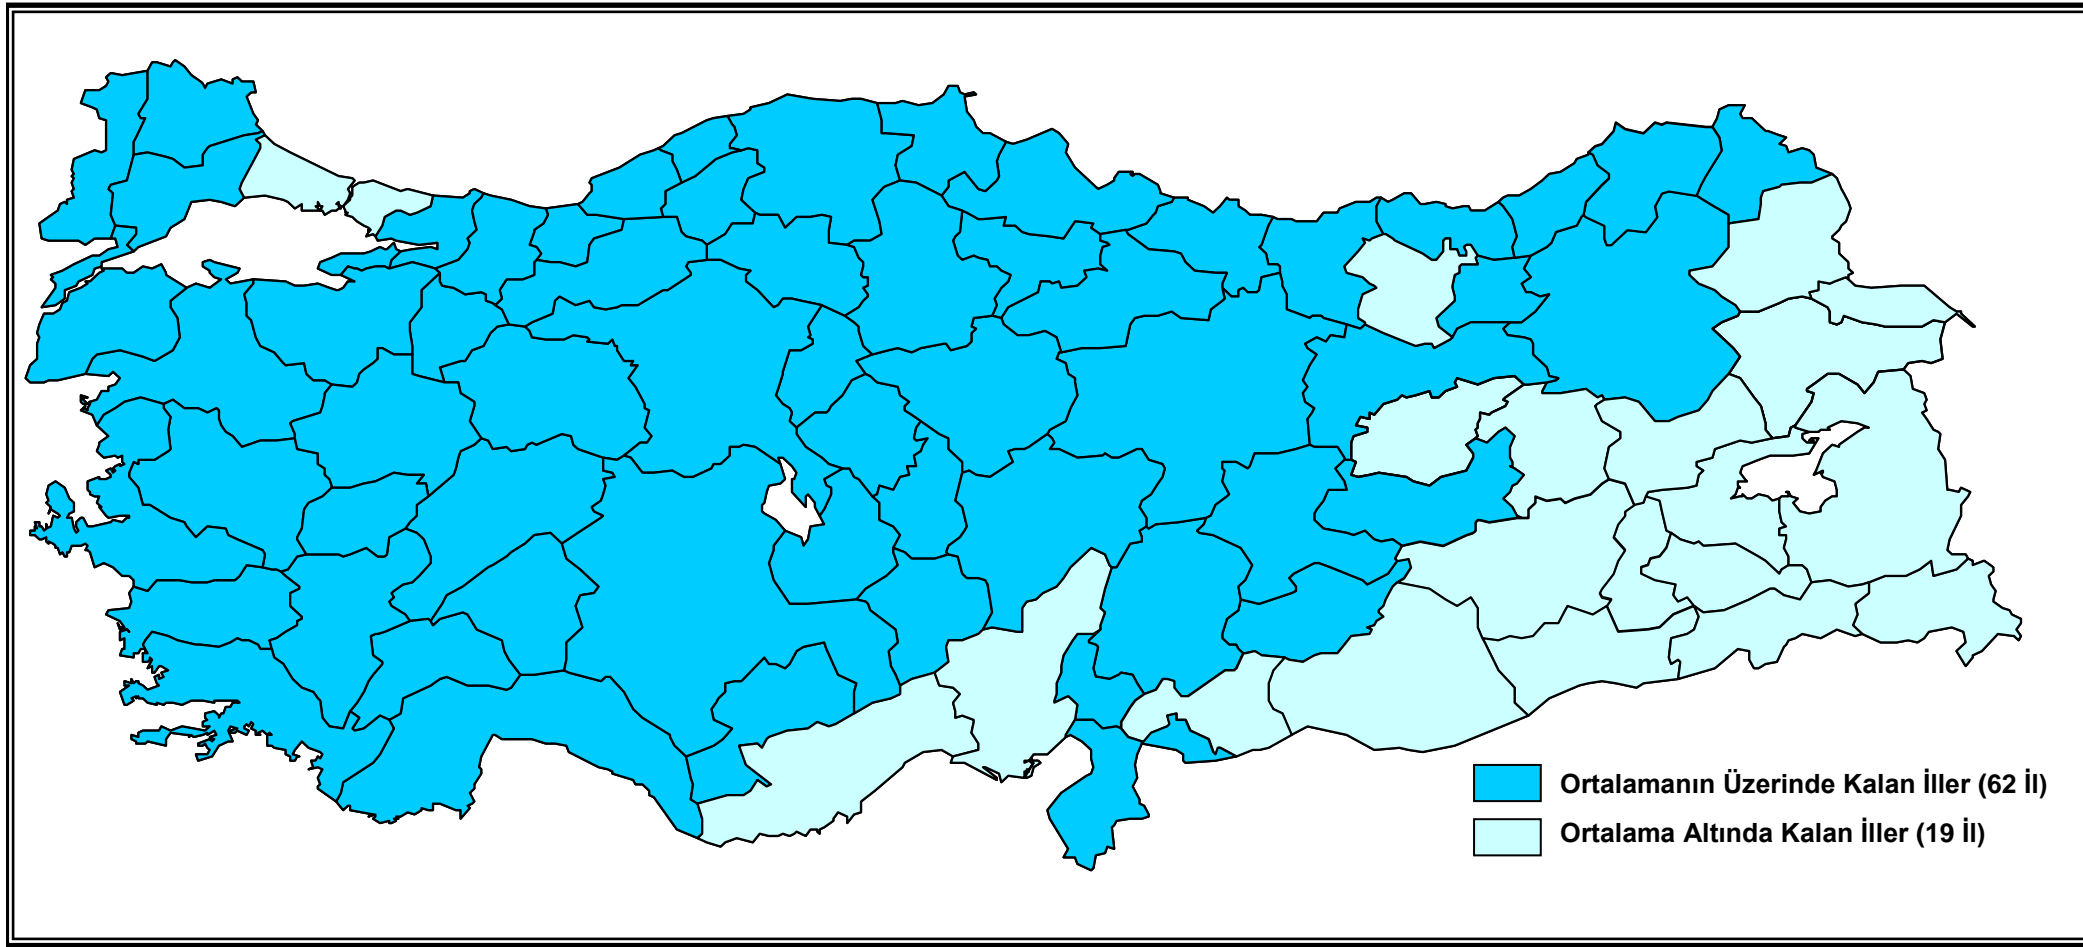 Ortalamanın Üzerinde Kalan İller (62 İl)
Ortalama Altında Kalan İller (19 İl)